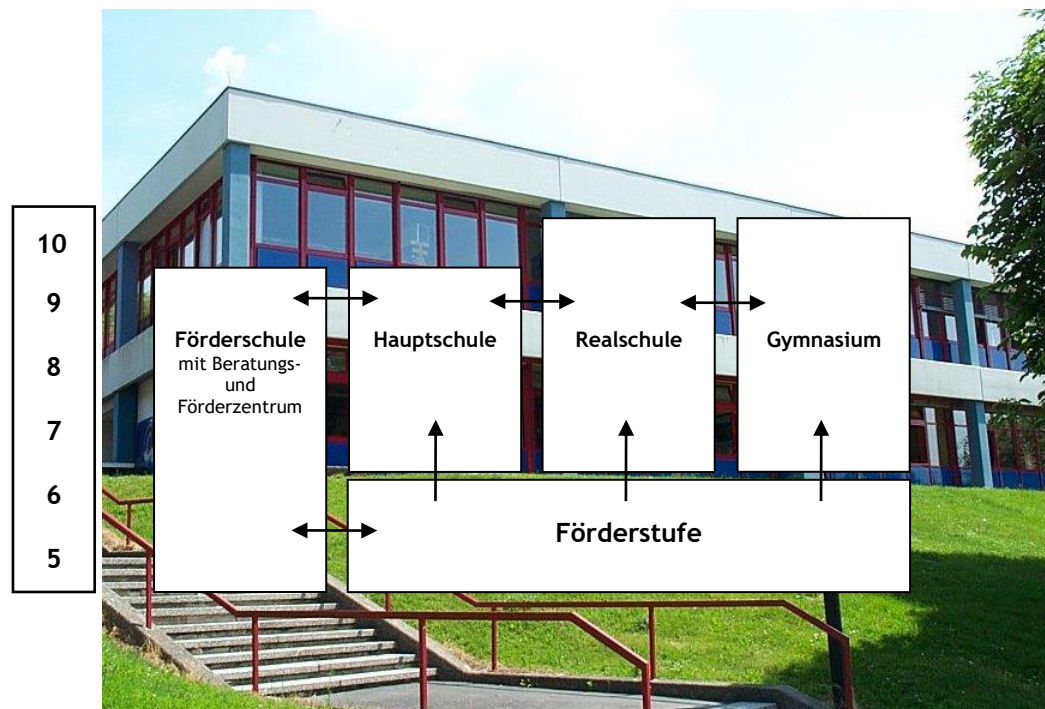 10
9
8
7
6
5
Förderschule
mit Beratungs-
und
Förderzentrum
Hauptschule
Realschule
Gymnasium
Förderstufe